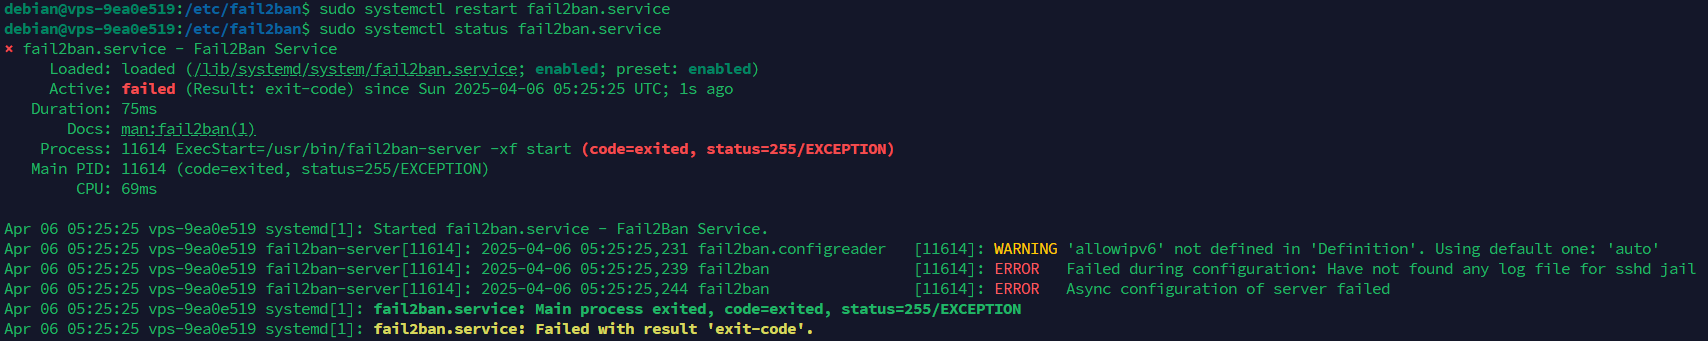 debian@vps-9ea0e519:/etc/fail2ban$ sudo systemctl restart fail2ban.service
debian@vps-9ea0e519:/etc/fail2ban$ sudo systemctl status fail2ban.service
× fail2ban.service - Fail2Ban Service
     Loaded: loaded (/lib/systemd/system/fail2ban.service; enabled; preset: enabled)
     Active: failed (Result: exit-code) since Sun 2025-04-06 05:25:25 UTC; 1s ago
   Duration: 75ms
       Docs: man:fail2ban(1)
    Process: 11614 ExecStart=/usr/bin/fail2ban-server -xf start (code=exited, status=255/EXCEPTION)
   Main PID: 11614 (code=exited, status=255/EXCEPTION)
        CPU: 69ms

Apr 06 05:25:25 vps-9ea0e519 systemd[1]: Started fail2ban.service - Fail2Ban Service.
Apr 06 05:25:25 vps-9ea0e519 fail2ban-server[11614]: 2025-04-06 05:25:25,231 fail2ban.configreader   [11614]: WARNING 'allowipv6' not defined in 'Definition'. Using default one: 'auto'
Apr 06 05:25:25 vps-9ea0e519 fail2ban-server[11614]: 2025-04-06 05:25:25,239 fail2ban                [11614]: ERROR   Failed during configuration: Have not found any log file for sshd jail
Apr 06 05:25:25 vps-9ea0e519 fail2ban-server[11614]: 2025-04-06 05:25:25,244 fail2ban                [11614]: ERROR   Async configuration of server failed
Apr 06 05:25:25 vps-9ea0e519 systemd[1]: fail2ban.service: Main process exited, code=exited, status=255/EXCEPTION
Apr 06 05:25:25 vps-9ea0e519 systemd[1]: fail2ban.service: Failed with result 'exit-code'.